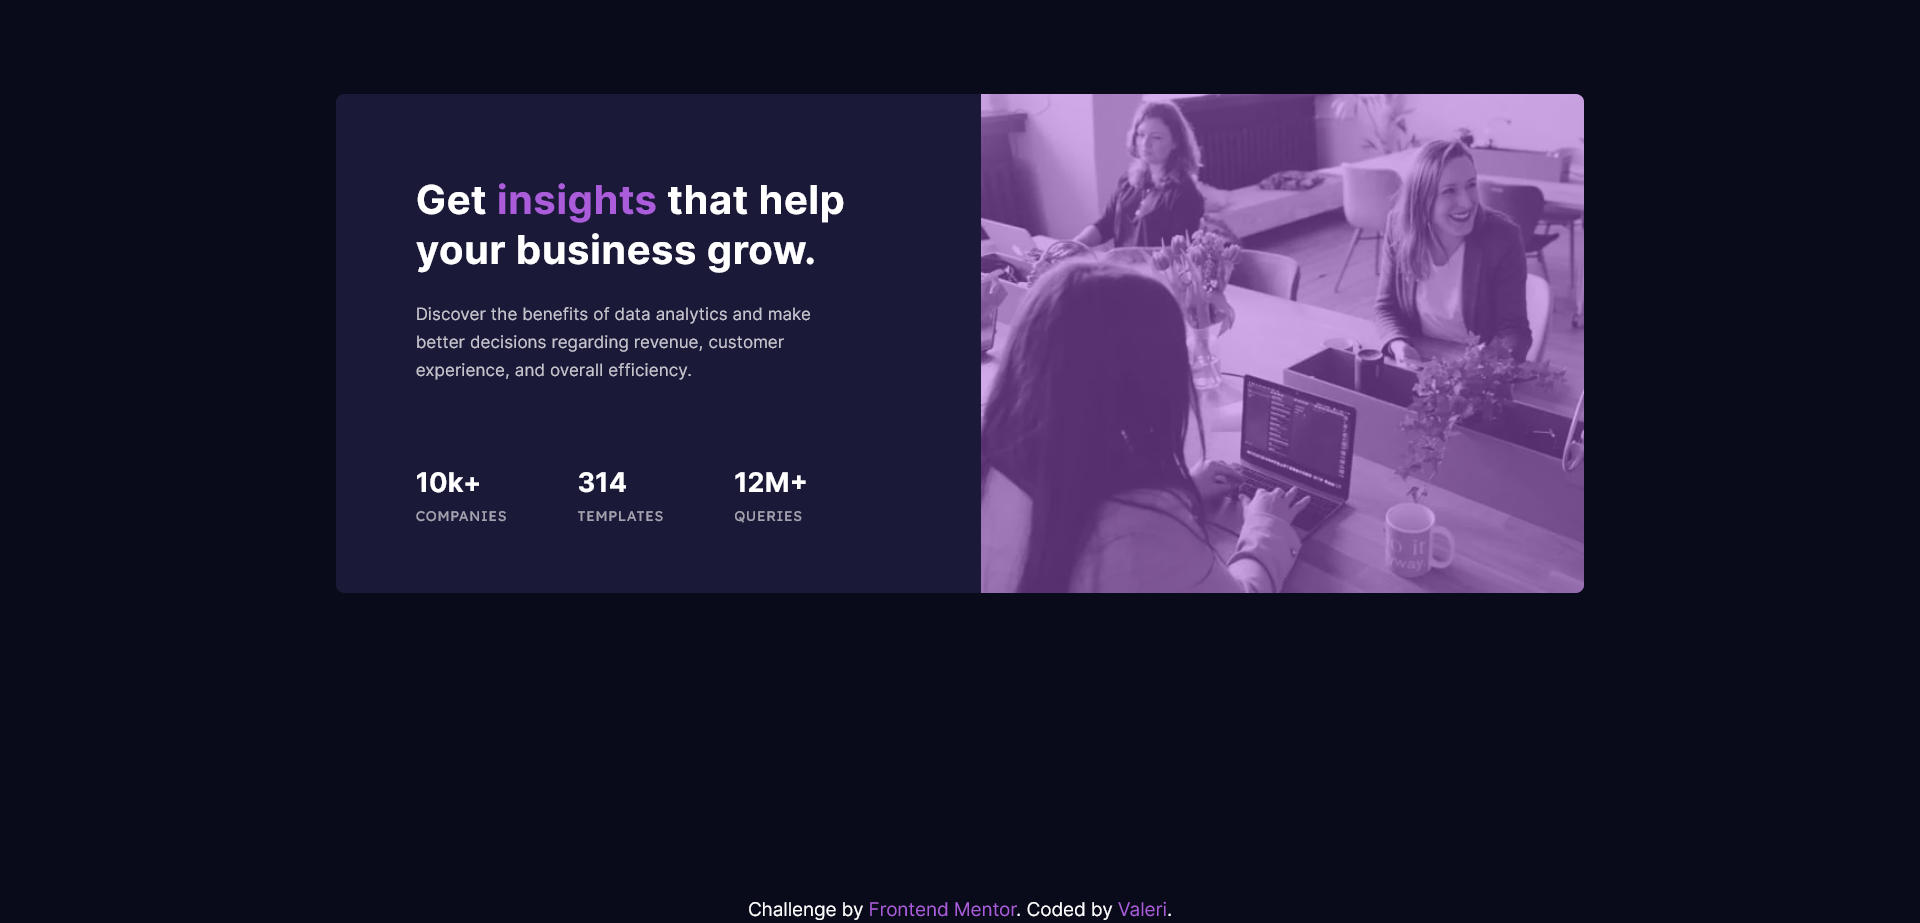 Get insights that help
your business grow.
Discover the benefits of data analytics and make
better decisions regarding revenue, customer
experience, and overall efficiency.
10k+ 314 12M+
COMPANIES TEMPLATES QUERIES
Challenge by Frontend Mentor. Coded by Valeri.